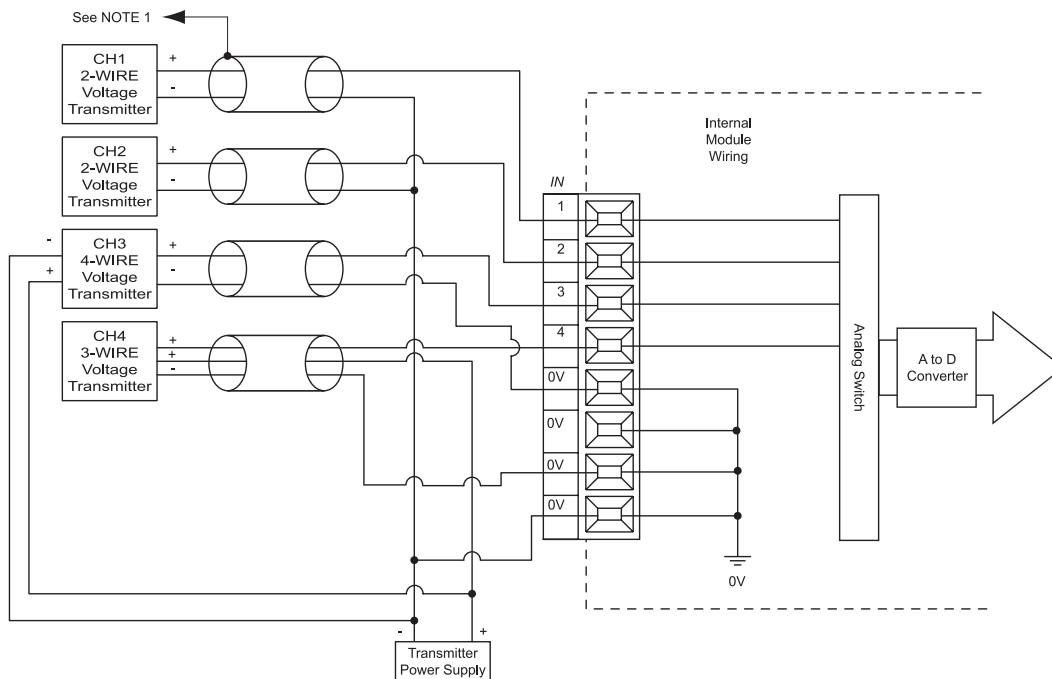 See NOTE 1
CH1
2-WIRE
Voltage
Transmitter
+
-
CH2
2-WIRE
Voltage
Transmitter
+
-
-
+
CH3
4-WIRE
Voltage
Transmitter
+
-
CH4
3-WIRE
Voltage
Transmitter
+
+
-
Internal
Module
Wiring
IN
1
2
3
4
0V
0V
0V
0V
0V
Analog Switch
A to D
Converter
-
+
Transmitter
Power Supply